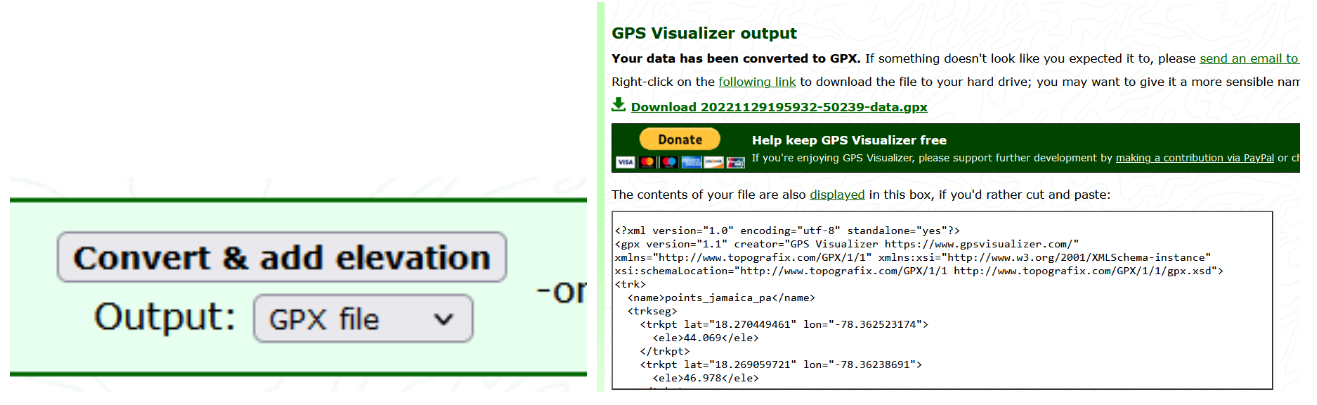 Convert & add elevation
Output: GPX file
-or
GPS Visualizer output
Your data has been converted to GPX. If something doesn't look like you expected it to, please send an email to
Right-click on the following link to download the file to your hard drive; you may want to give it a more sensible nam
Download 20221129195932-50239-data.gpx
Donate
Help keep GPS Visualizer free
VISA
If you're enjoying GPS Visualizer, please support further development by making a contribution via PayPal or ch
The contents of your file are also displayed in this box, if you'd rather cut and paste:
<?xml version="1.0" encoding="utf-8" standalone="yes"?>
<gpx version="1.1" creator="GPS Visualizer https://www.gpsvisualizer.com/"
xmlns="http://www.topografix.com/GPX/1/1" xmlns:xsi="http://www.w3.org/2001/XMLSchema-instance"
xsi:schemaLocation="http://www.topografix.com/GPX/1/1 http://www.topografix.com/GPX/1/1/gpx.xsd">
<trk>
<name>points_jamaica_pa</name>
<trkseg>
<trkpt lat="18.270449461" lon="-78.362523174">
<ele>44.069</ele>
</trkpt>
<trkpt lat="18.269059721" lon="-78.36238691">
<ele>46.978</ele>